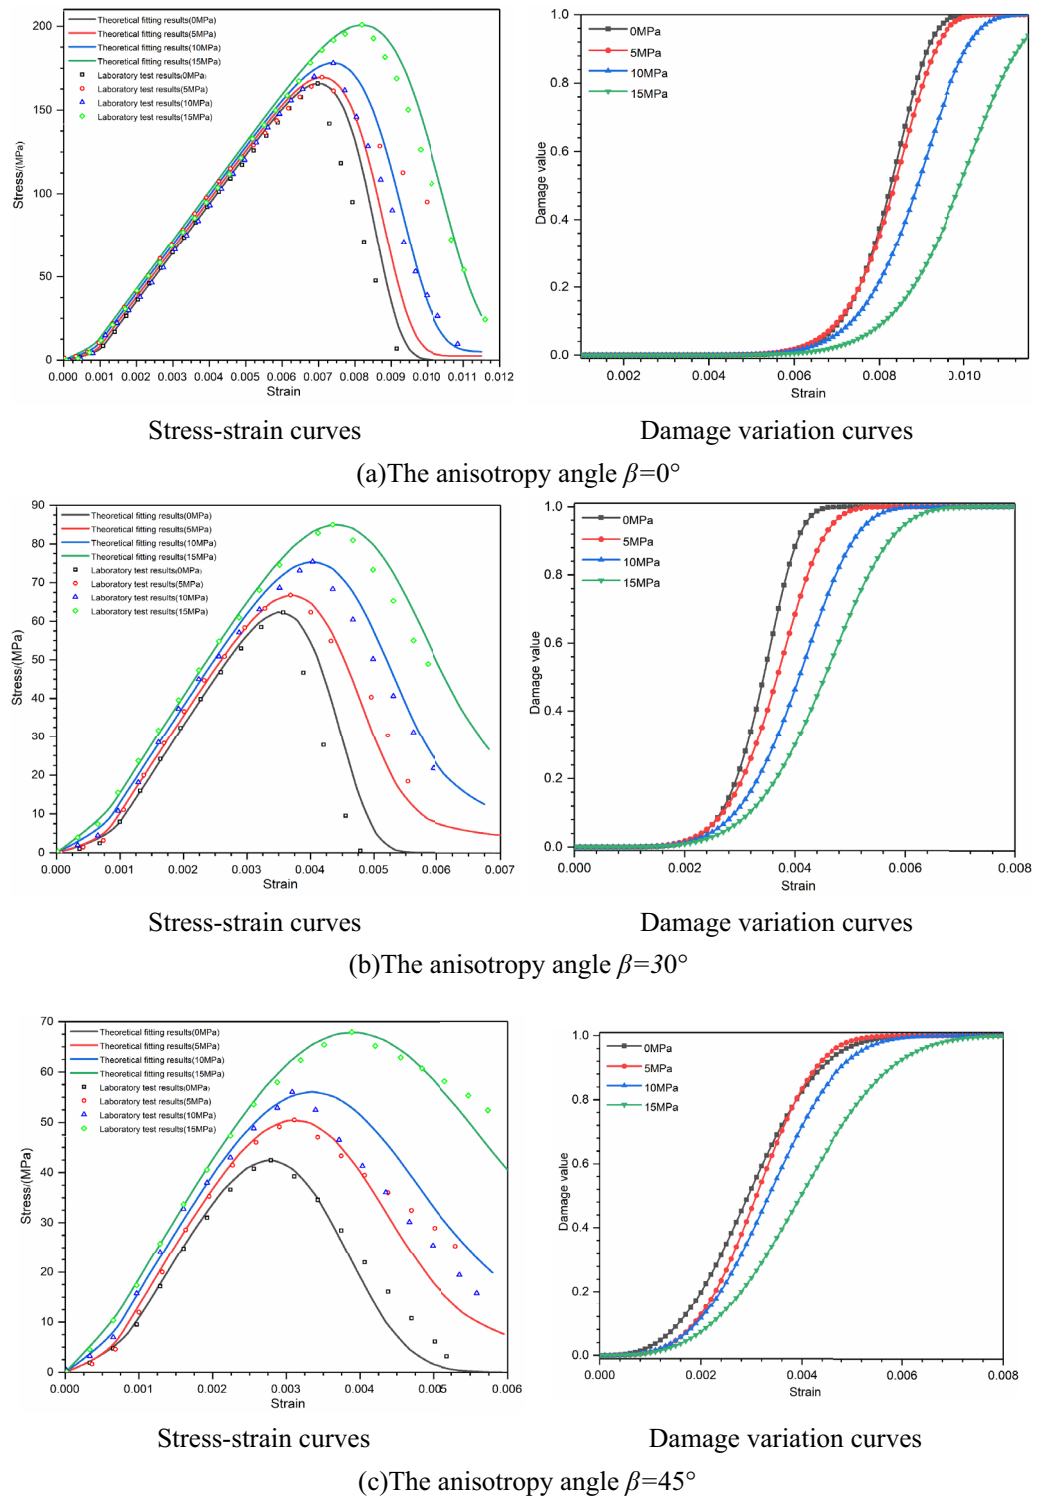 Theoretical fitting results(0MPa)
Theoretical fitting results(5MPa)
Theoretical fitting results(10MPa)
Theoretical fitting results(15MPa)
Laboratory test results(0MPa)
Laboratory test results(5MPa)
Laboratory test results(10MPa)
Laboratory test results(15MPa)
200
150
100
50
0
Stress/(MPa)
0.000 0.001 0.002 0.003 0.004 0.005 0.006 0.007 0.008 0.009 0.010 0.011 0.012
Strain
0MPa
5MPa
10MPa
15MPa
1.0
0.8
0.6
0.4
0.2
0.0
Damage value
0.002 0.004 0.006 0.008 0.010
Strain
Stress-strain curves
Damage variation curves
(a)The anisotropy angle β=0°
Theoretical fitting results(0MPa)
Theoretical fitting results(5MPa)
Theoretical fitting results(10MPa)
Theoretical fitting results(15MPa)
Laboratory test results(0MPa)
Laboratory test results(5MPa)
Laboratory test results(10MPa)
Laboratory test results(15MPa)
90
80
70
60
50
40
30
20
10
0
Stress/(MPa)
0.000 0.001 0.002 0.003 0.004 0.005 0.006 0.007
Strain
0MPa
5MPa
10MPa
15MPa
1.0
0.8
0.6
0.4
0.2
0.0
Damage value
0.000 0.002 0.004 0.006 0.008
Strain
Stress-strain curves
Damage variation curves
(b)The anisotropy angle β=30°
Theoretical fitting results(0MPa)
Theoretical fitting results(5MPa)
Theoretical fitting results(10MPa)
Theoretical fitting results(15MPa)
Laboratory test results(0MPa)
Laboratory test results(5MPa)
Laboratory test results(10MPa)
Laboratory test results(15MPa)
70
60
50
40
30
20
10
0
Stress/(MPa)
0.000 0.001 0.002 0.003 0.004 0.005 0.006
Strain
0MPa
5MPa
10MPa
15MPa
1.0
0.8
0.6
0.4
0.2
0.0
Damage value
0.000 0.002 0.004 0.006 0.008
Strain
Stress-strain curves
Damage variation curves
(c)The anisotropy angle β=45°